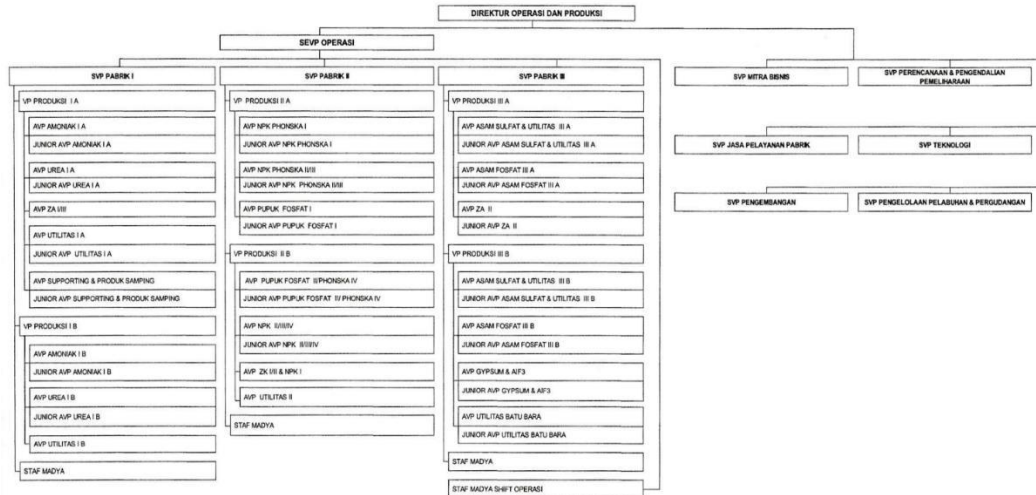 DIREKTUR OPERASI DAN PRODUKSI
SEVP OPERASI
SVP PABRIK I
VP PRODUKSI I A
AVP AMONIAK I A
JUNIOR AVP AMONIAK I A
AVP UREA I A
JUNIOR AVP UREA I A
AVP ZA I/III
AVP UTILITAS I A
JUNIOR AVP UTILITAS I A
AVP SUPPORTING & PRODUK SAMPING
JUNIOR AVP SUPPORTING & PRODUK SAMPING
VP PRODUKSI I B
AVP AMONIAK I B
JUNIOR AVP AMONIAK I B
AVP UREA I B
JUNIOR AVP UREA I B
AVP UTILITAS I B
STAF MADYA
SVP PABRIK II
VP PRODUKSI II A
AVP NPK PHONSKA I
JUNIOR AVP NPK PHONSKA I
AVP NPK PHONSKA II/III
JUNIOR AVP NPK PHONSKA II/III
AVP PUPUK FOSFAT I
JUNIOR AVP PUPUK FOSFAT I
VP PRODUKSI II B
AVP PUPUK FOSFAT II/PHONSKA IV
JUNIOR AVP PUPUK FOSFAT II/ PHONSKA IV
AVP NPK II/III/IV
JUNIOR AVP NPK II/III/IV
AVP ZK I/II & NPK I
AVP UTILITAS II
STAF MADYA
SVP PABRIK III
VP PRODUKSI III A
AVP ASAM SULFAT & UTILITAS III A
JUNIOR AVP ASAM SULFAT & UTILITAS III A
AVP ASAM FOSFAT III A
JUNIOR AVP ASAM FOSFAT III A
AVP ZA II
JUNIOR AVP ZA II
VP PRODUKSI III B
AVP ASAM SULFAT & UTILITAS III B
JUNIOR AVP ASAM SULFAT & UTILITAS III B
AVP ASAM FOSFAT III B
JUNIOR AVP ASAM FOSFAT III B
AVP GYPSUM & AlF3
JUNIOR AVP GYPSUM & AlF3
AVP UTILITAS BATU BARA
JUNIOR AVP UTILITAS BATU BARA
STAF MADYA
STAF MADYA SHIFT OPERASI
SVP MITRA BISNIS
SVP PERENCANAAN & PENGENDALIAN
PEMELIHARAAN
SVP JASA PELAYANAN PABRIK
SVP TEKNOLOGI
SVP PENGEMBANGAN
SVP PENGELOLAAN PELABUHAN & PERGUDANGAN